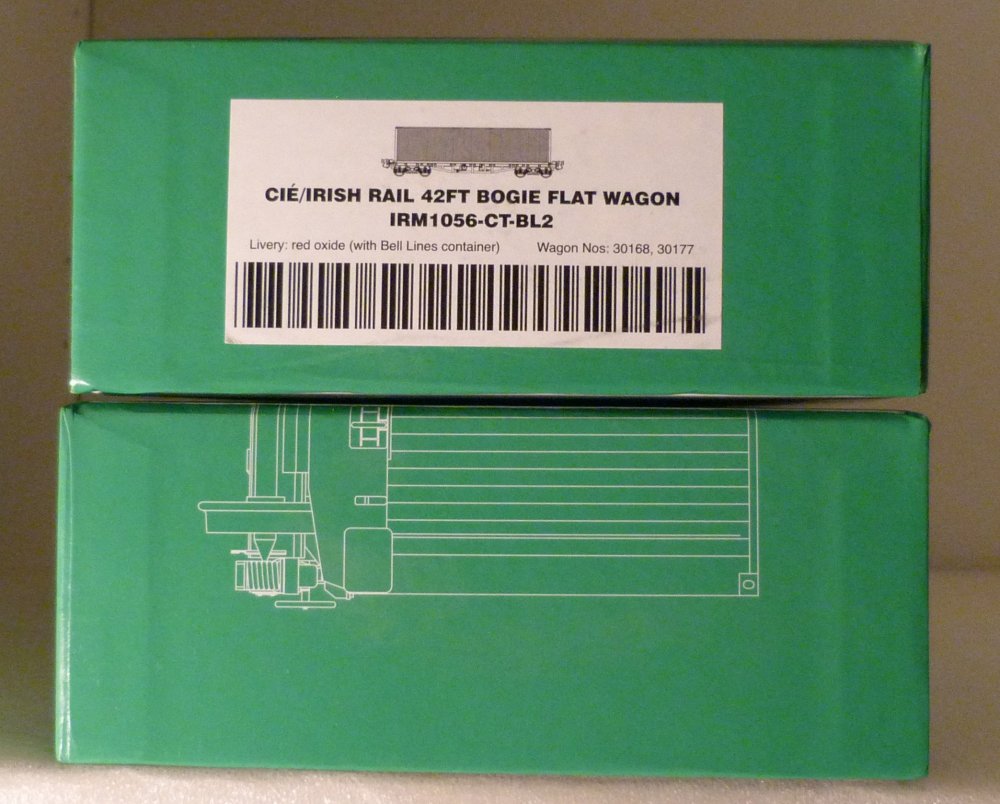 CIÉ/IRISH RAIL 42FT BOGIE FLAT WAGON
IRM1056-CT-BL2
Livery: red oxide (with Bell Lines container) Wagon Nos: 30168, 30177